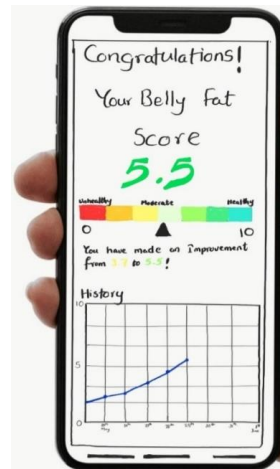 Congratulations!
Your Belly Fat
Score
5.5
Unhealthy Moderate Healthy
0 10
You have made an improvement
from to 5.5!
History
10
5
0